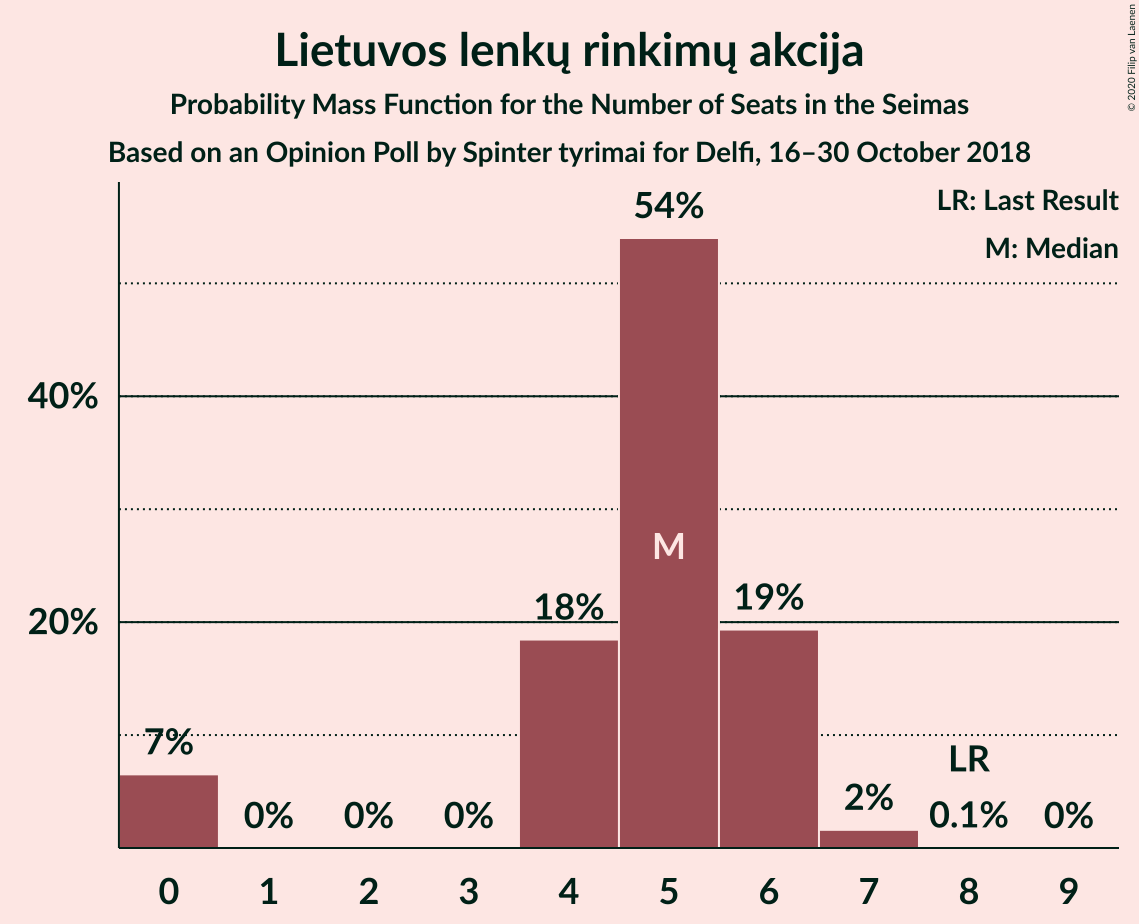 Lietuvos lenkų rinkimų akcija
Probability Mass Function for the Number of Seats in the Seimas
Based on an Opinion Poll by Spinter tyrimai for Delfi, 16–30 October 2018
© 2020 Filip van Laenen
LR: Last Result
M: Median
54%
40%
M
20%
18%
19%
7%
0%
0%
0%
2%
LR
0.1%
0%
0 1 2 3 4 5 6 7 8 9